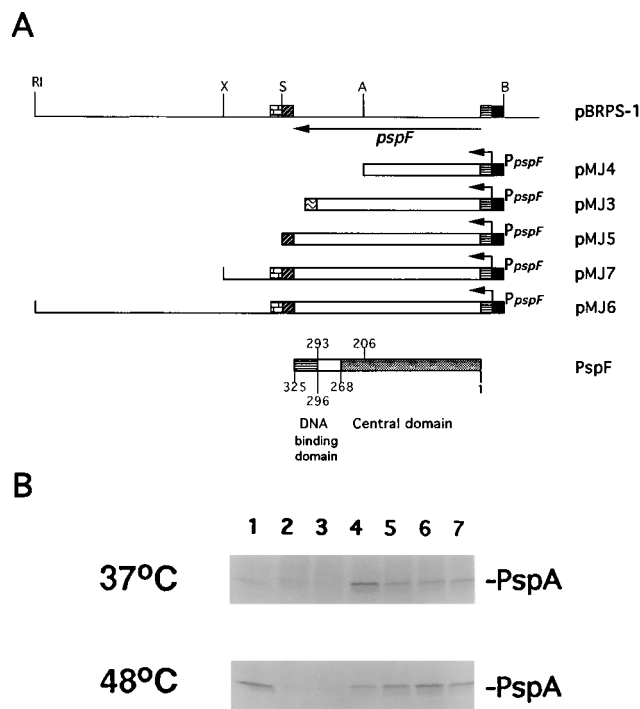 A
RI X S A B pBRPS-1
pspF
PpspF pMJ4
PpspF pMJ3
PpspF pMJ5
PpspF pMJ7
PpspF pMJ6
293 206
PspF
325 268 1
296
DNA Central domain
binding
domain
B
1 2 3 4 5 6 7
37°C -PspA
48°C -PspA